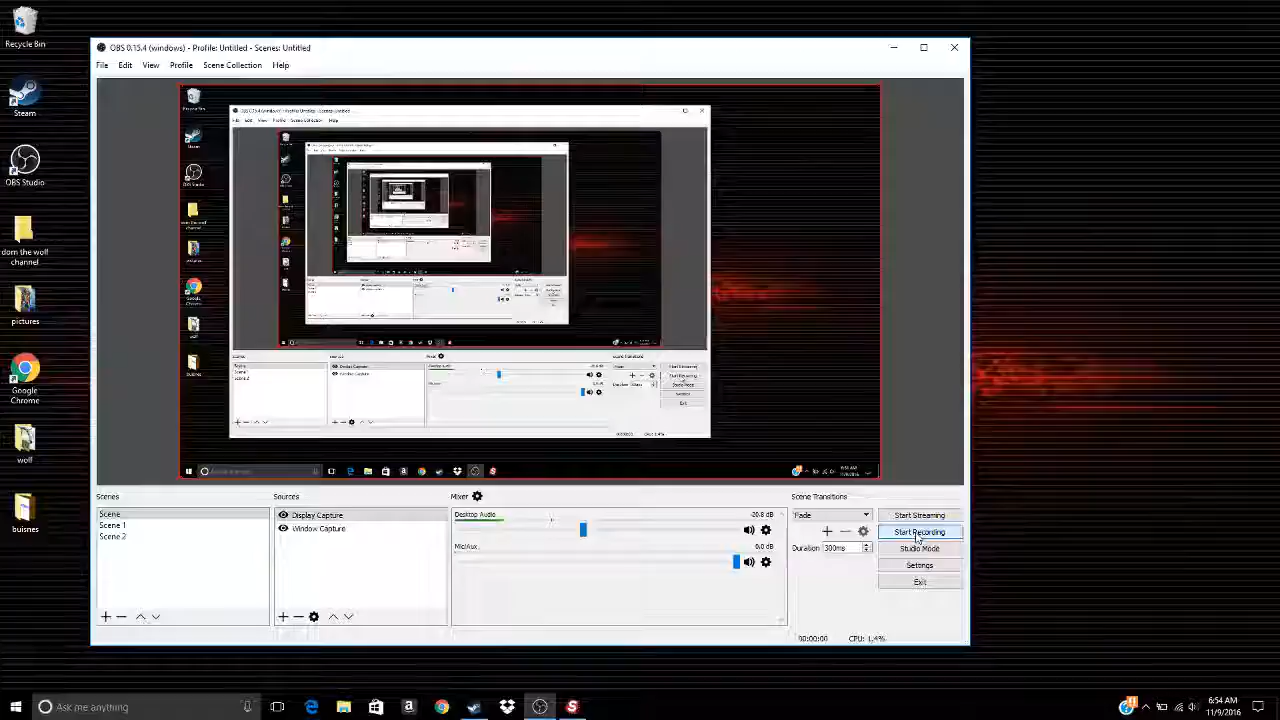 Recycle Bin
Steam
OBS Studio
dom the wolf
channel
pictures
Google
Chrome
wolf
buisnes
OBS 0.15.4 (windows) - Profile: Untitled - Scenes: Untitled
File Edit View Profile Scene Collection Help
Scenes
Scene
Scene 1
Scene 2
Sources
Display Capture
Window Capture
Mixer
Desktop Audio -20.8 dB
Mic/Aux 0.0 dB
Scene Transitions
Fade
Duration 300ms
Start Streaming
Start Recording
Studio Mode
Settings
Exit
00:00:00 CPU: 1.4%
Ask me anything
6:54 AM
11/9/2016